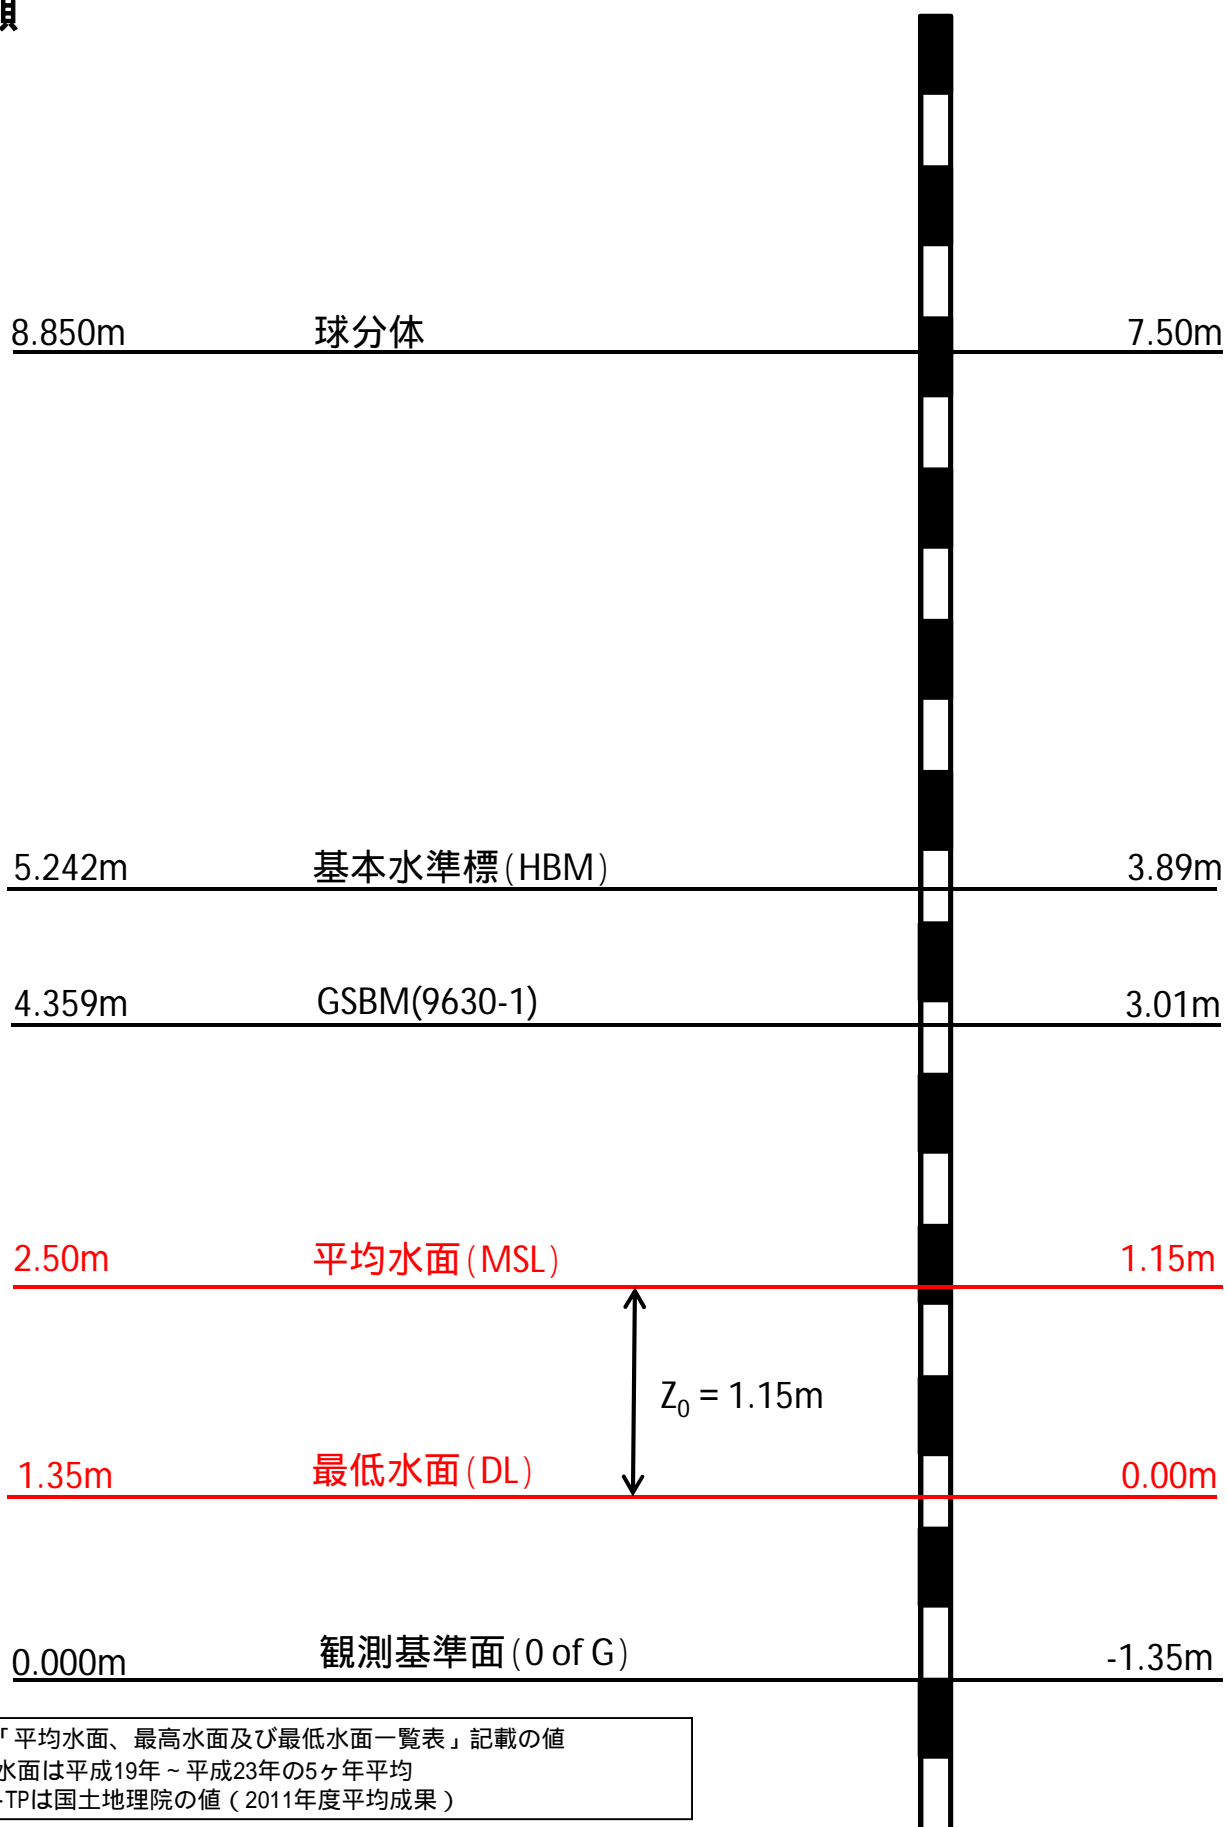 8.850m 球分体 7.50m
5.242m 基本水準標(HBM) 3.89m
4.359m GSBM(9630-1) 3.01m
2.50m 平均水面(MSL) 1.15m
Z₀ = 1.15m
1.35m 最低水面(DL) 0.00m
0.000m 観測基準面(0 of G) -1.35m
「平均水面、最高水面及び最低水面一覧表」記載の値
水面は平成19年~平成23年の5ヶ年平均
-TPは国土地理院の値(2011年度平均成果)